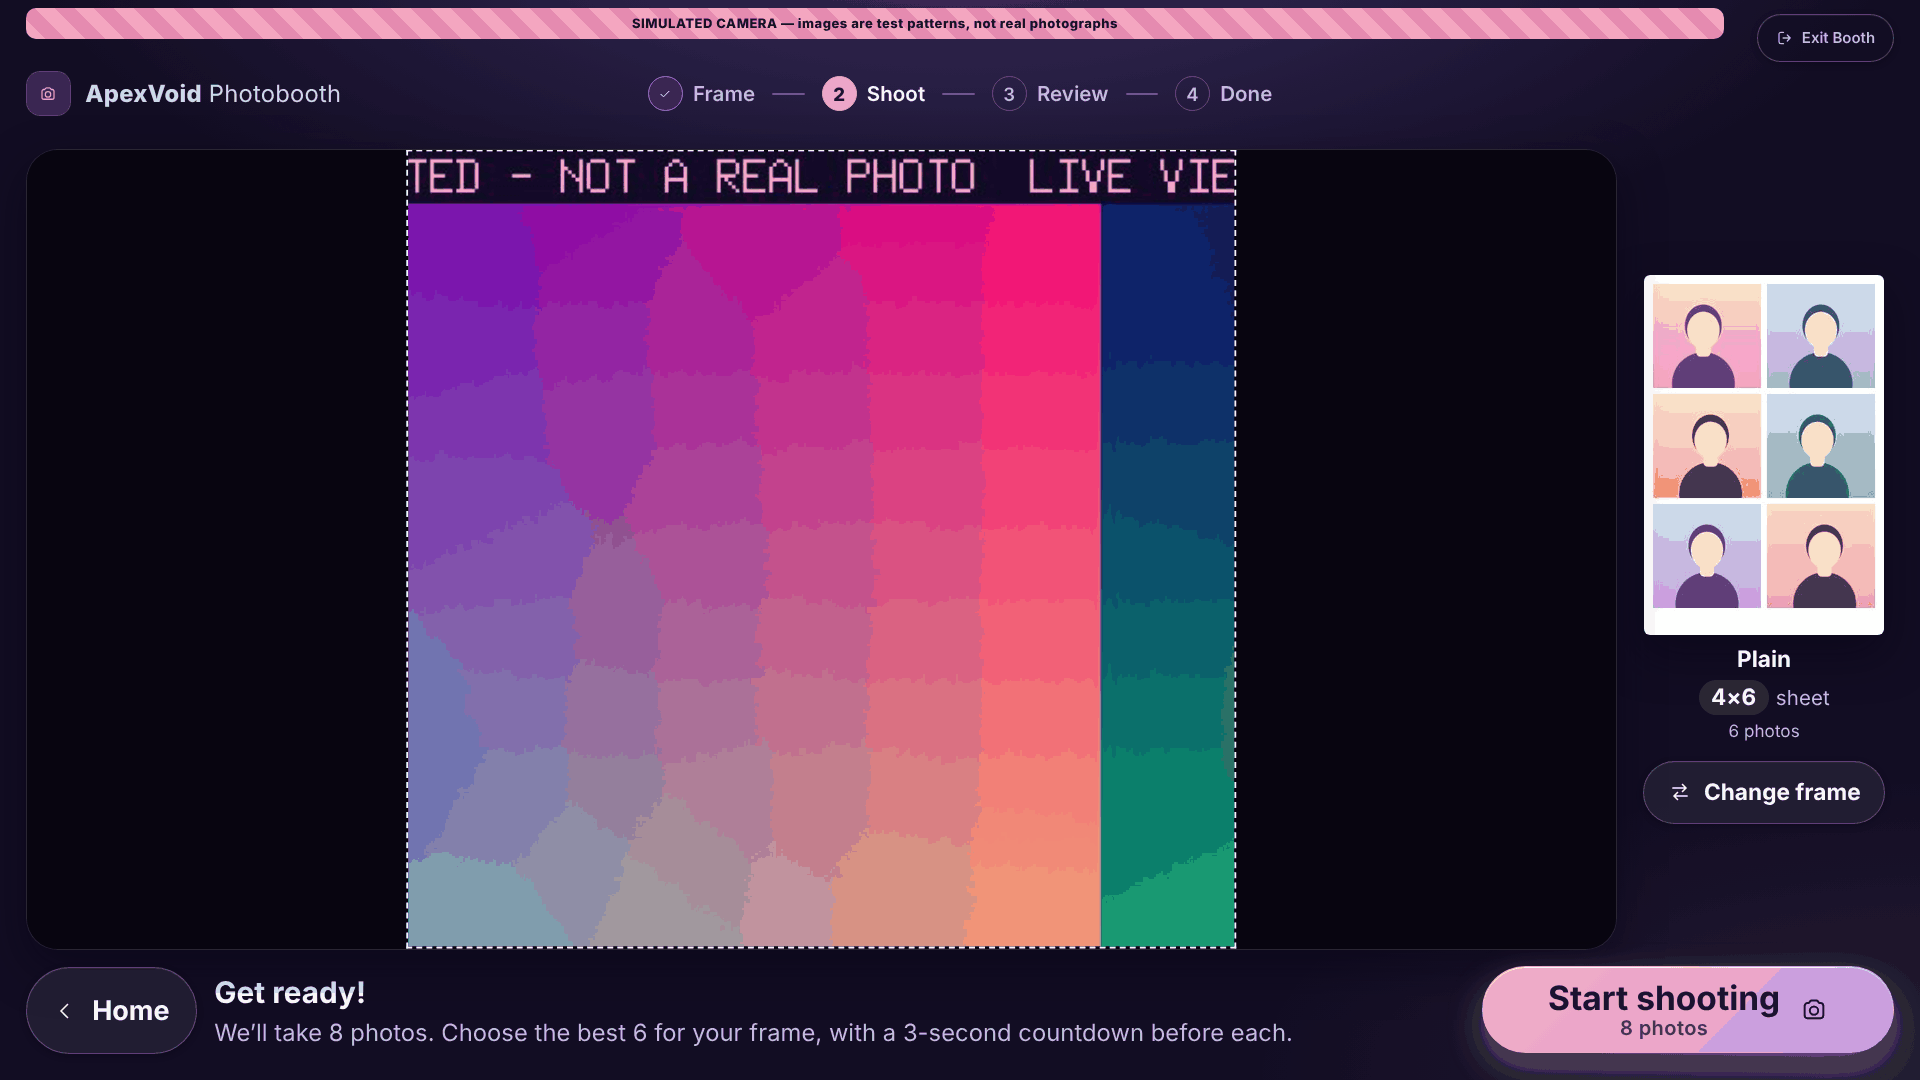 SIMULATED CAMERA — images are test patterns, not real photographs
Exit Booth
ApexVoid Photobooth
Frame
2 Shoot
3 Review
4 Done
TED - NOT A REAL PHOTO LIVE VIE
Plain
4×6 sheet
6 photos
Change frame
Home
Get ready!
We’ll take 8 photos. Choose the best 6 for your frame, with a 3-second countdown before each.
Start shooting
8 photos